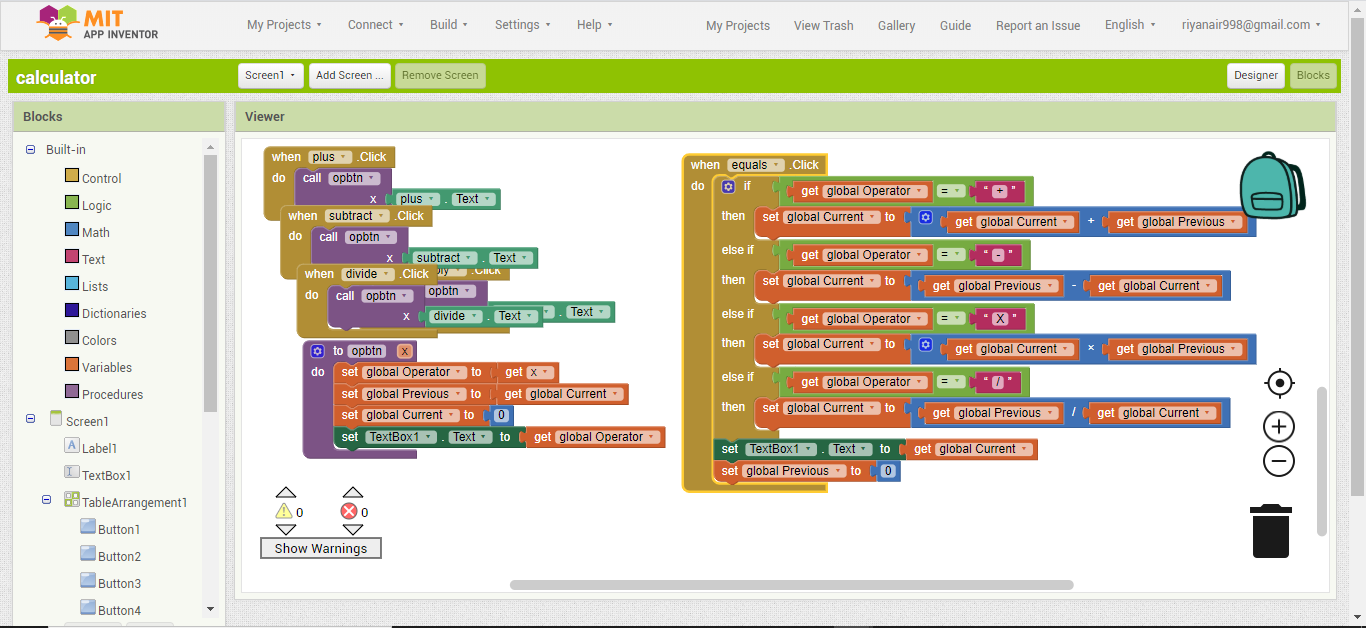 MIT
APP INVENTOR
My Projects Connect Build Settings Help My Projects View Trash Gallery Guide Report an Issue English riyanair998@gmail.com
calculator Screen1 Add Screen ... Remove Screen Designer Blocks
Blocks
Built-in
Control
Logic
Math
Text
Lists
Dictionaries
Colors
Variables
Procedures
Screen1
Label1
TextBox1
TableArrangement1
Button1
Button2
Button3
Button4
Viewer
when plus .Click
do call opbtn
x plus . Text
when subtract .Click
do call opbtn
x subtract . Text
when divide .Click .Click
do call opbtn opbtn
x divide . Text . Text
to opbtn x
do set global Operator to get x
set global Previous to get global Current
set global Current to 0
set TextBox1 . Text to get global Operator
0 0
Show Warnings
when equals .Click
do if get global Operator = " + "
then set global Current to get global Current + get global Previous
else if get global Operator = " - "
then set global Current to get global Previous - get global Current
else if get global Operator = " X "
then set global Current to get global Current × get global Previous
else if get global Operator = " / "
then set global Current to get global Previous / get global Current
set TextBox1 . Text to get global Current
set global Previous to 0